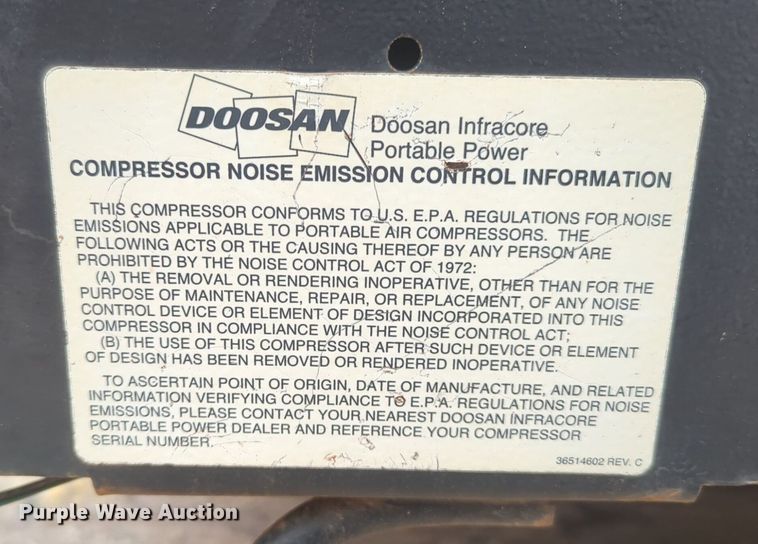 DOOSAN
Doosan Infracore
Portable Power
COMPRESSOR NOISE EMISSION CONTROL INFORMATION
THIS COMPRESSOR CONFORMS TO U.S. E.P.A. REGULATIONS FOR NOISE
EMISSIONS APPLICABLE TO PORTABLE AIR COMPRESSORS. THE
FOLLOWING ACTS OR THE CAUSING THEREOF BY ANY PERSON ARE
PROHIBITED BY THE NOISE CONTROL ACT OF 1972:
(A) THE REMOVAL OR RENDERING INOPERATIVE, OTHER THAN FOR THE
PURPOSE OF MAINTENANCE, REPAIR, OR REPLACEMENT, OF ANY NOISE
CONTROL DEVICE OR ELEMENT OF DESIGN INCORPORATED INTO THIS
COMPRESSOR IN COMPLIANCE WITH THE NOISE CONTROL ACT;
(B) THE USE OF THIS COMPRESSOR AFTER SUCH DEVICE OR ELEMENT
OF DESIGN HAS BEEN REMOVED OR RENDERED INOPERATIVE.
TO ASCERTAIN POINT OF ORIGIN, DATE OF MANUFACTURE, AND RELATED
INFORMATION VERIFYING COMPLIANCE TO E.P.A. REGULATIONS FOR NOISE
EMISSIONS, PLEASE CONTACT YOUR NEAREST DOOSAN INFRACORE
PORTABLE POWER DEALER AND REFERENCE YOUR COMPRESSOR
SERIAL NUMBER.
36514602 REV. C
Purple Wave Auction